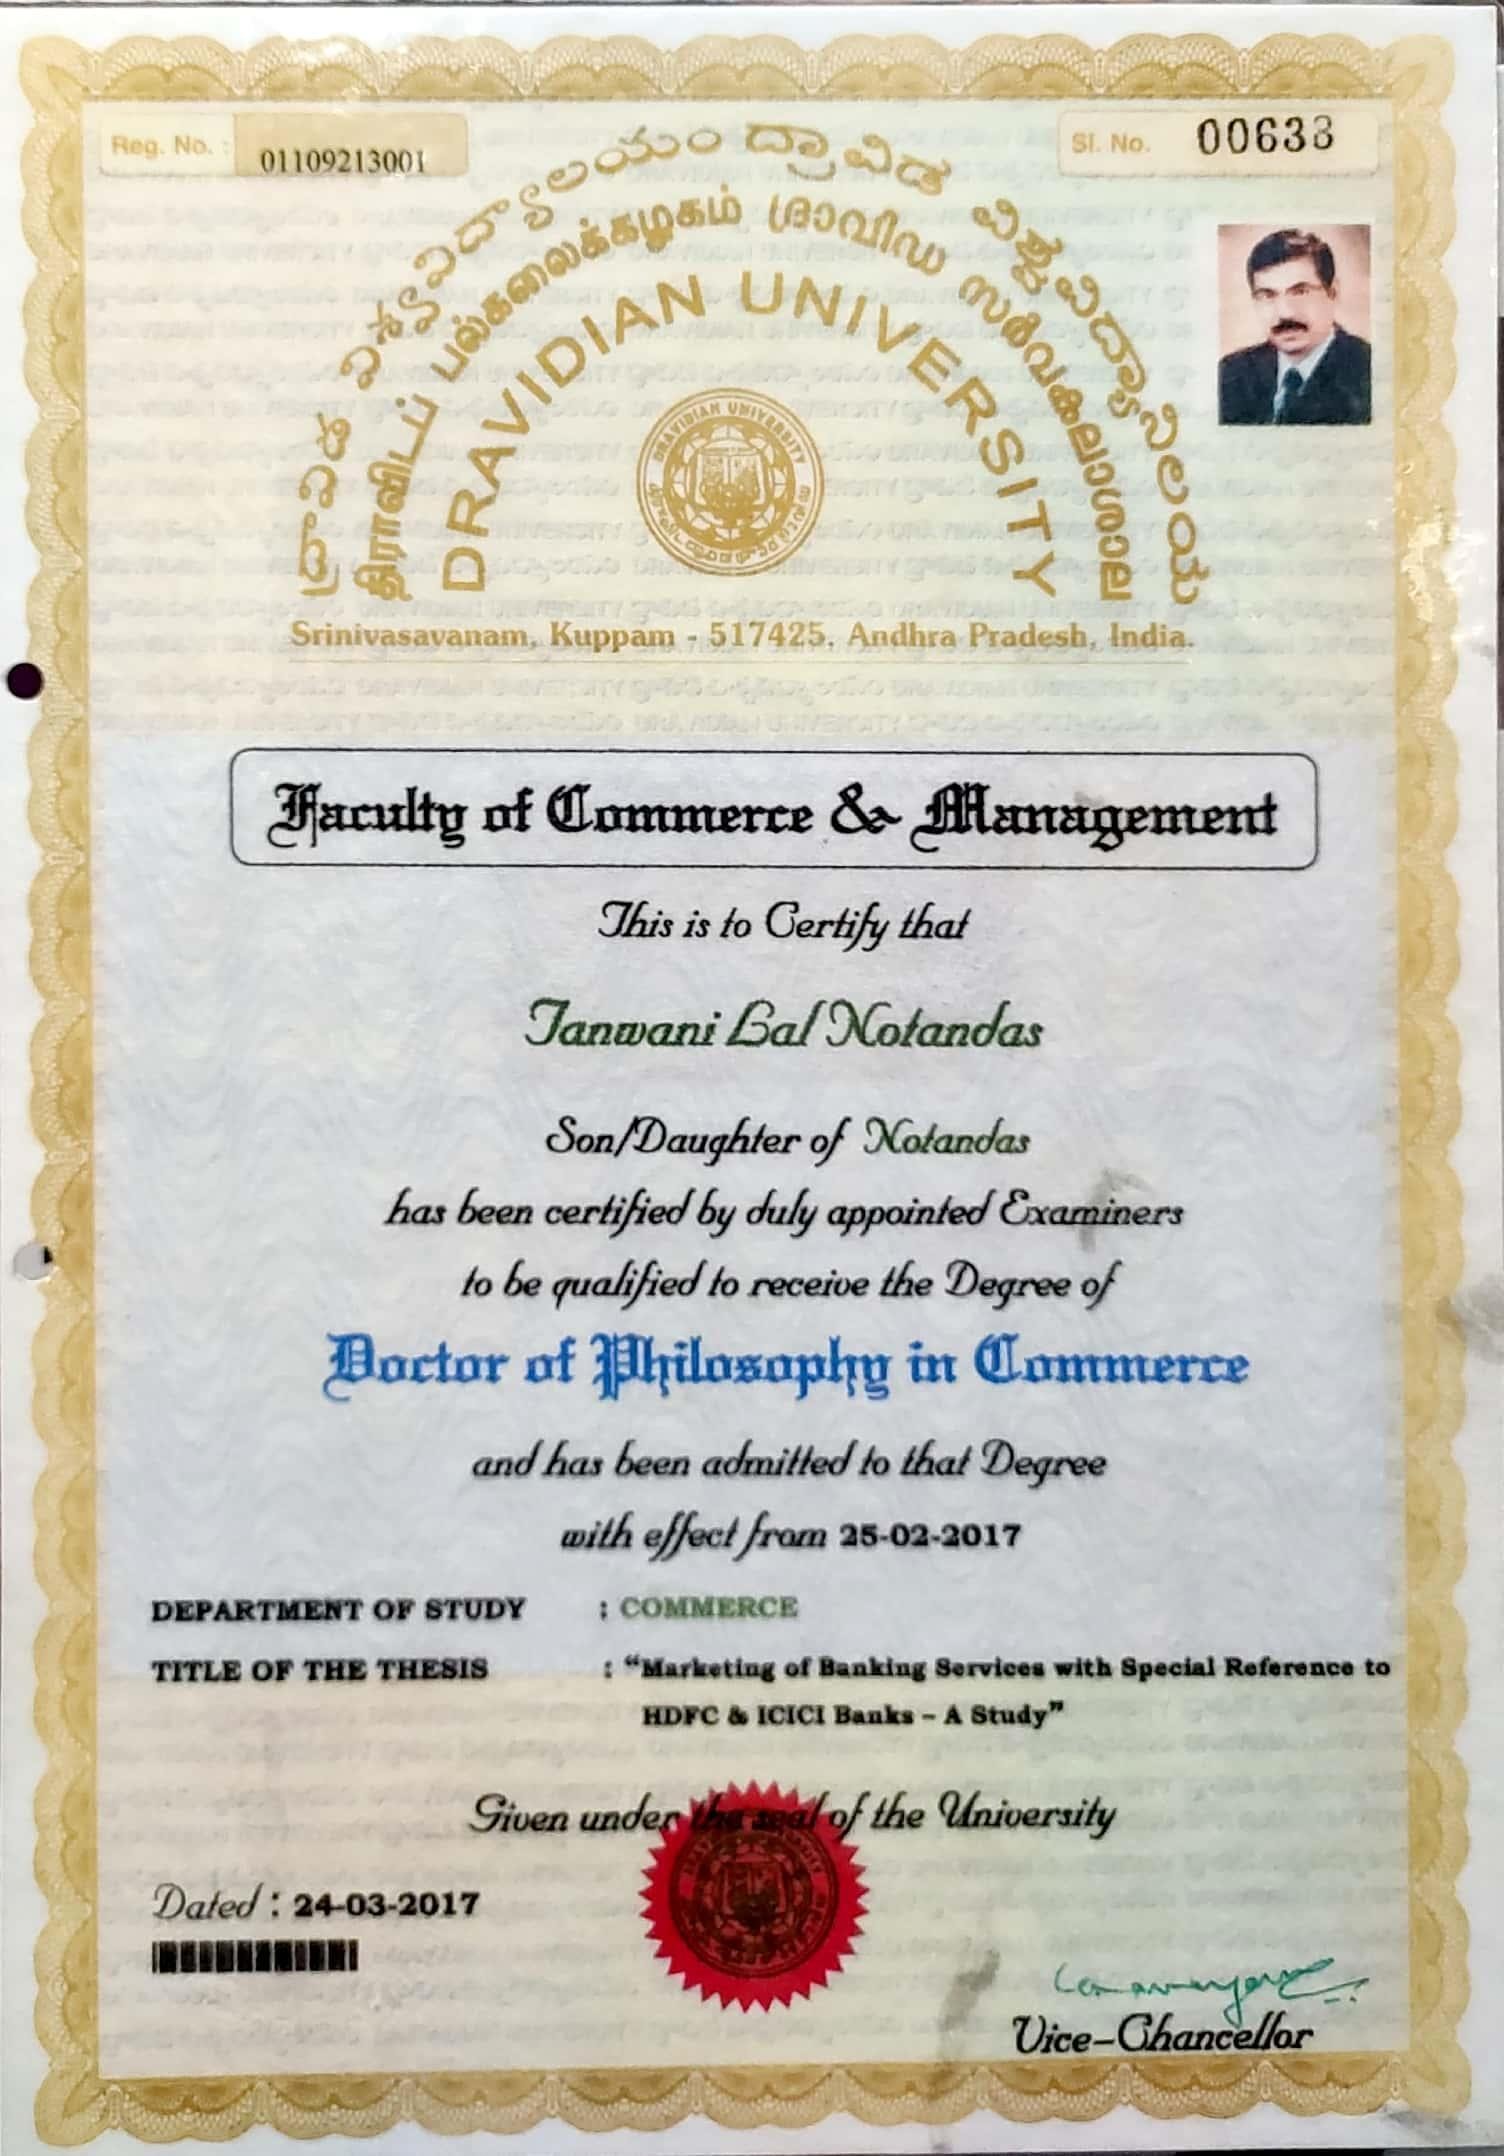 Reg. No. : 01109213001
Sl. No. 00633
ద్రావిడ విశ్వవిద్యాలయం ದ್ರಾವಿಡ ವಿಶ್ವವಿದ್ಯಾನಿಲಯ
திராவிடப் பல்கலைக்கழகம் ദ്രാവിഡ സർവകലാശാല
DRAVIDIAN UNIVERSITY
DRAVIDIAN UNIVERSITY
Srinivasavanam, Kuppam - 517425, Andhra Pradesh, India.
Faculty of Commerce & Management
This is to Certify that
Tanwani Lal Notandas
Son/Daughter of Notandas
has been certified by duly appointed Examiners
to be qualified to receive the Degree of
Doctor of Philosophy in Commerce
and has been admitted to that Degree
with effect from 25-02-2017
DEPARTMENT OF STUDY : COMMERCE
TITLE OF THE THESIS : “Marketing of Banking Services with Special Reference to
HDFC & ICICI Banks – A Study”
Given under the seal of the University
Dated : 24-03-2017
Vice-Chancellor